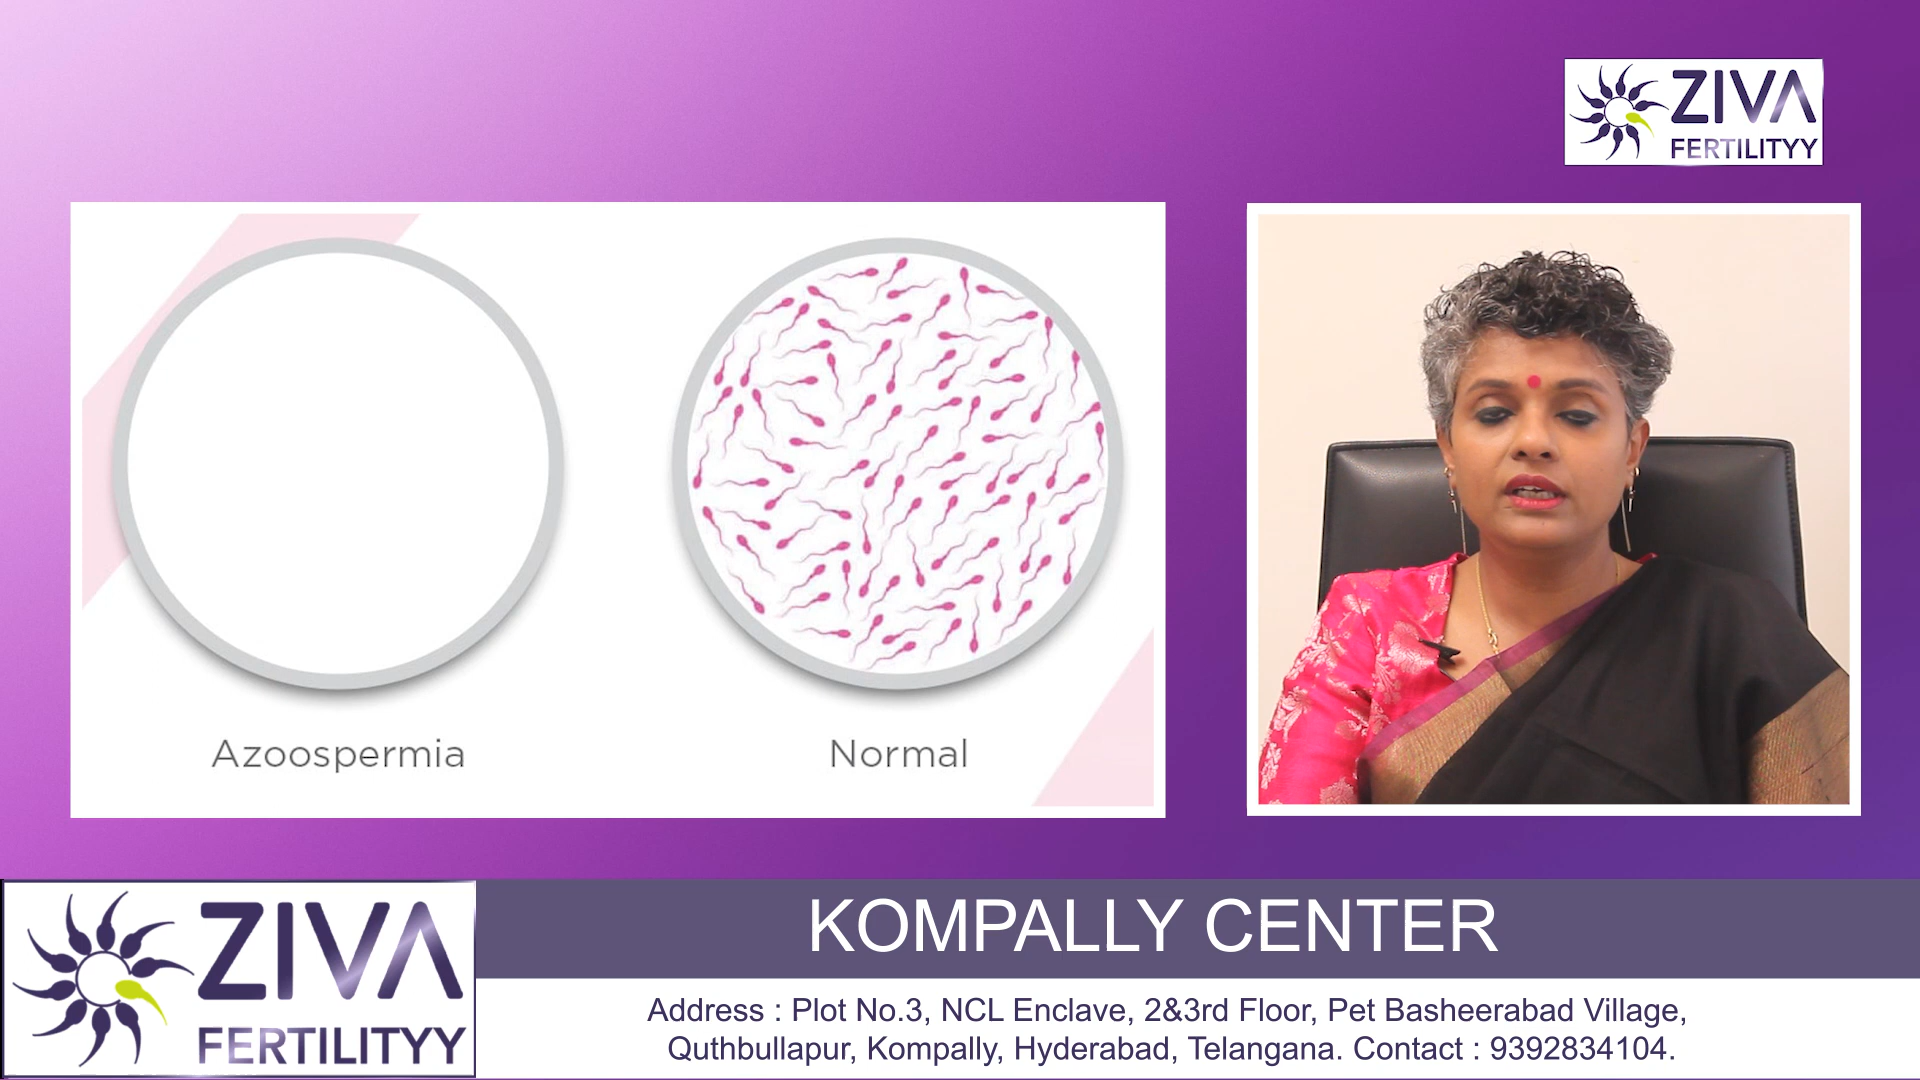 ZIVA
FERTILITYY
Azoospermia
Normal
ZIVA
FERTILITYY
KOMPALLY CENTER
Address : Plot No.3, NCL Enclave, 2&3rd Floor, Pet Basheerabad Village,
Quthbullapur, Kompally, Hyderabad, Telangana. Contact : 9392834104.